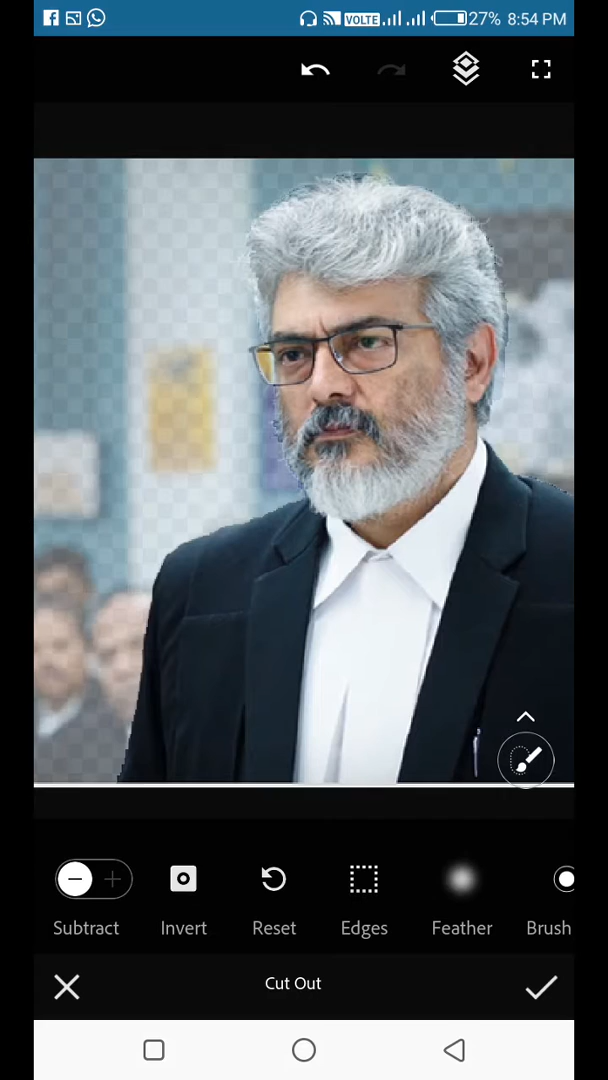 VOLTE 27% 8:54 PM
Subtract Invert Reset Edges Feather Brush
Cut Out